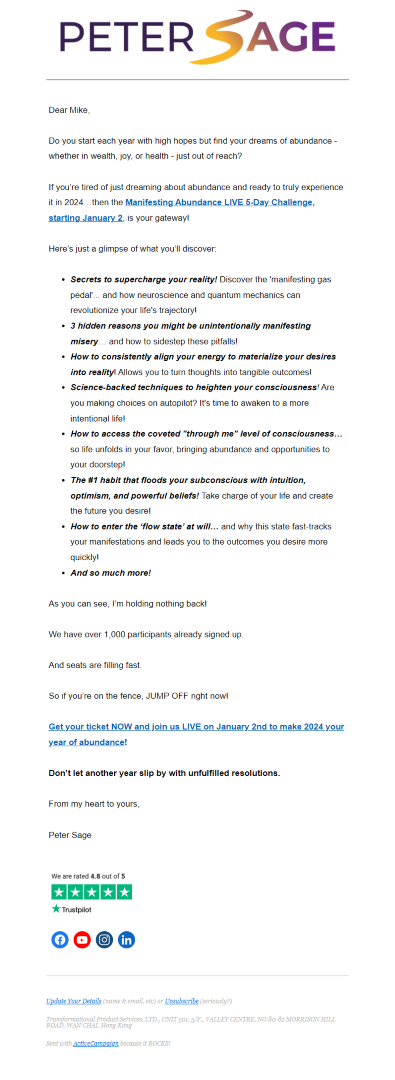 PETER SAGE
Dear Mike,
Do you start each year with high hopes but find your dreams of abundance -
whether in wealth, joy, or health - just out of reach?
If you're tired of just dreaming about abundance and ready to truly experience
it in 2024…then the Manifesting Abundance LIVE 5-Day Challenge,
starting January 2, is your gateway!
Here's just a glimpse of what you'll discover:
• Secrets to supercharge your reality! Discover the 'manifesting gas
pedal'... and how neuroscience and quantum mechanics can
revolutionize your life's trajectory!
• 3 hidden reasons you might be unintentionally manifesting
misery… and how to sidestep these pitfalls!
• How to consistently align your energy to materialize your desires
into reality! Allows you to turn thoughts into tangible outcomes!
• Science-backed techniques to heighten your consciousness! Are
you making choices on autopilot? It's time to awaken to a more
intentional life!
• How to access the coveted "through me" level of consciousness…
so life unfolds in your favor, bringing abundance and opportunities to
your doorstep!
• The #1 habit that floods your subconscious with intuition,
optimism, and powerful beliefs! Take charge of your life and create
the future you desire!
• How to enter the 'flow state' at will… and why this state fast-tracks
your manifestations and leads you to the outcomes you desire more
quickly!
• And so much more!
As you can see, I'm holding nothing back!
We have over 1,000 participants already signed up.
And seats are filling fast.
So if you're on the fence, JUMP OFF right now!
Get your ticket NOW and join us LIVE on January 2nd to make 2024 your
year of abundance!
Don't let another year slip by with unfulfilled resolutions.
From my heart to yours,
Peter Sage
We are rated 4.8 out of 5
Trustpilot
Update Your Details (name & email, etc) or Unsubscribe (seriously?)
Transformational Product Services, LTD., UNIT 501, 5/F., VALLEY CENTRE, NO 80-82 MORRISON HILL
ROAD, WAN CHAI, Hong Kong
Sent with ActiveCampaign because it ROCKS!